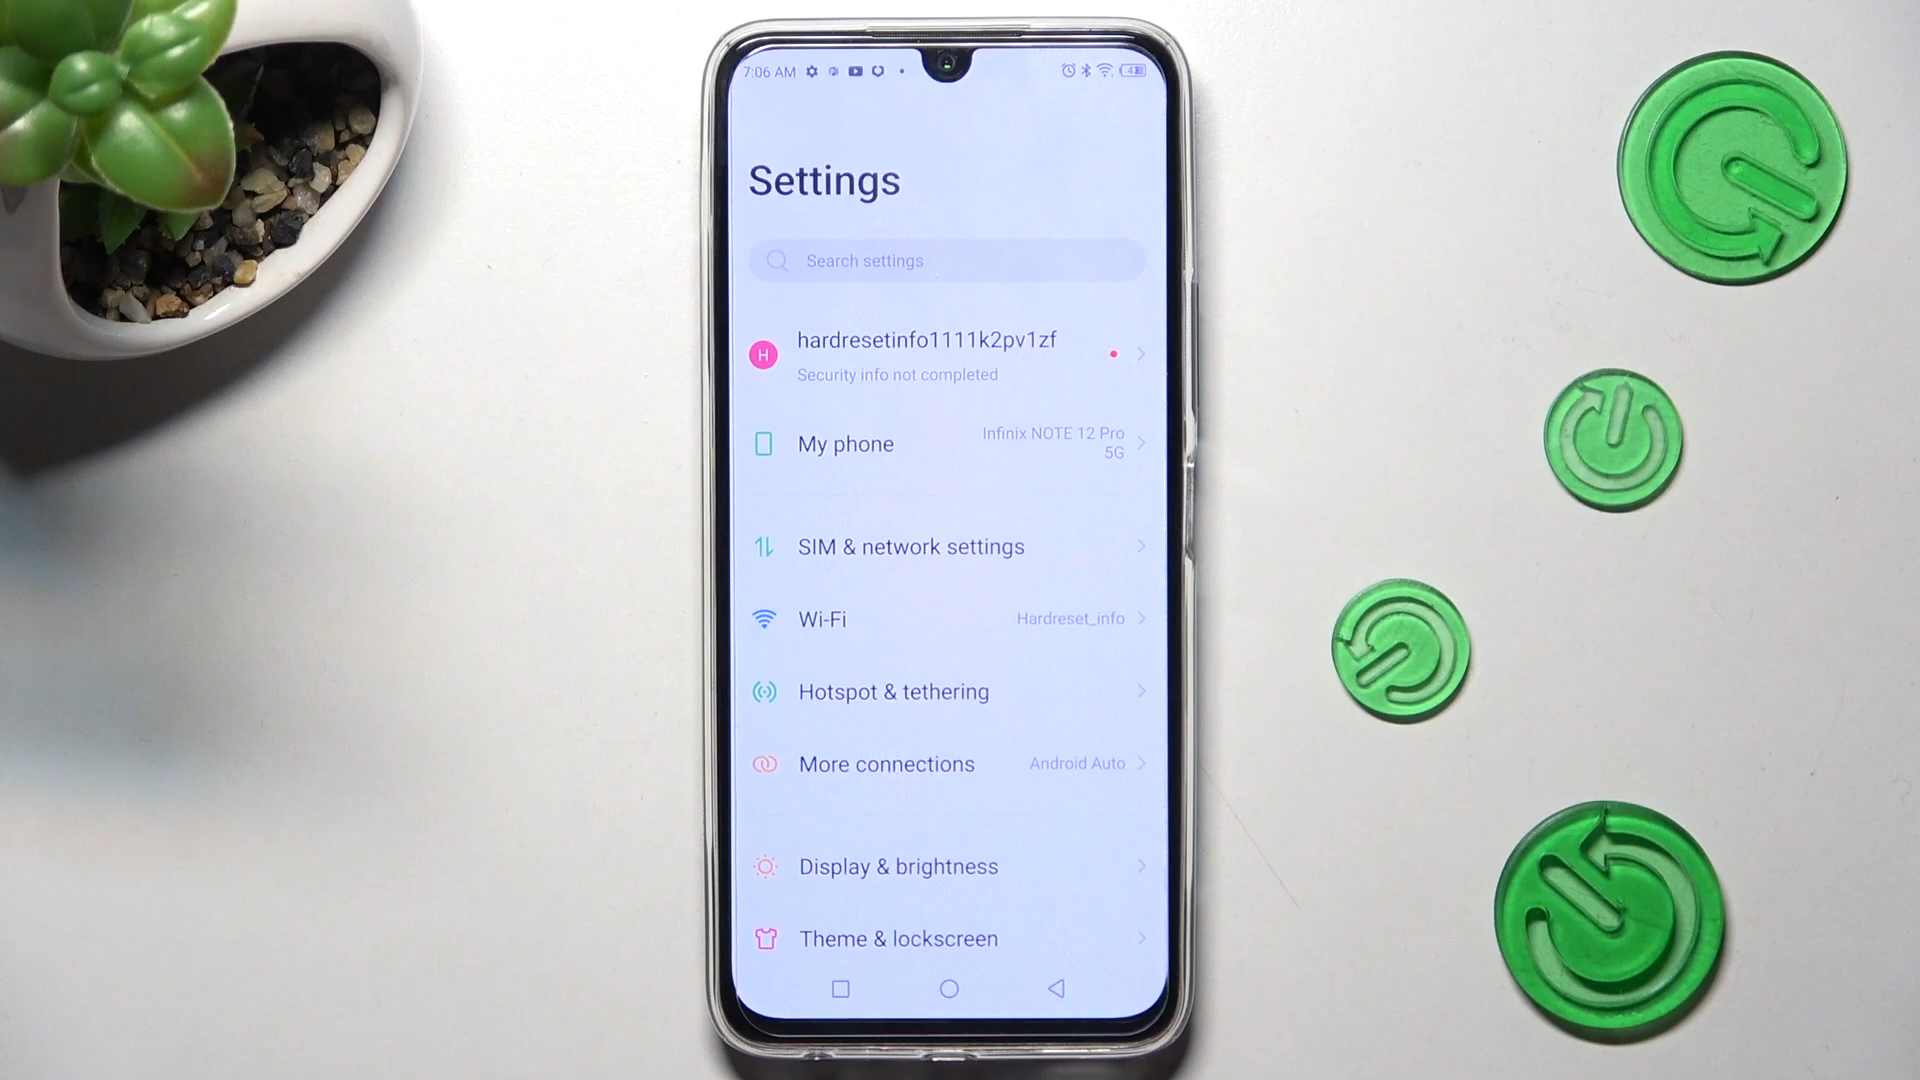 7:06 AM
Settings
Search settings
H
hardresetinfo1111k2pv1zf
Security info not completed
My phone
Infinix NOTE 12 Pro
5G
SIM & network settings
Wi-Fi
Hardreset_info
Hotspot & tethering
More connections
Android Auto
Display & brightness
Theme & lockscreen